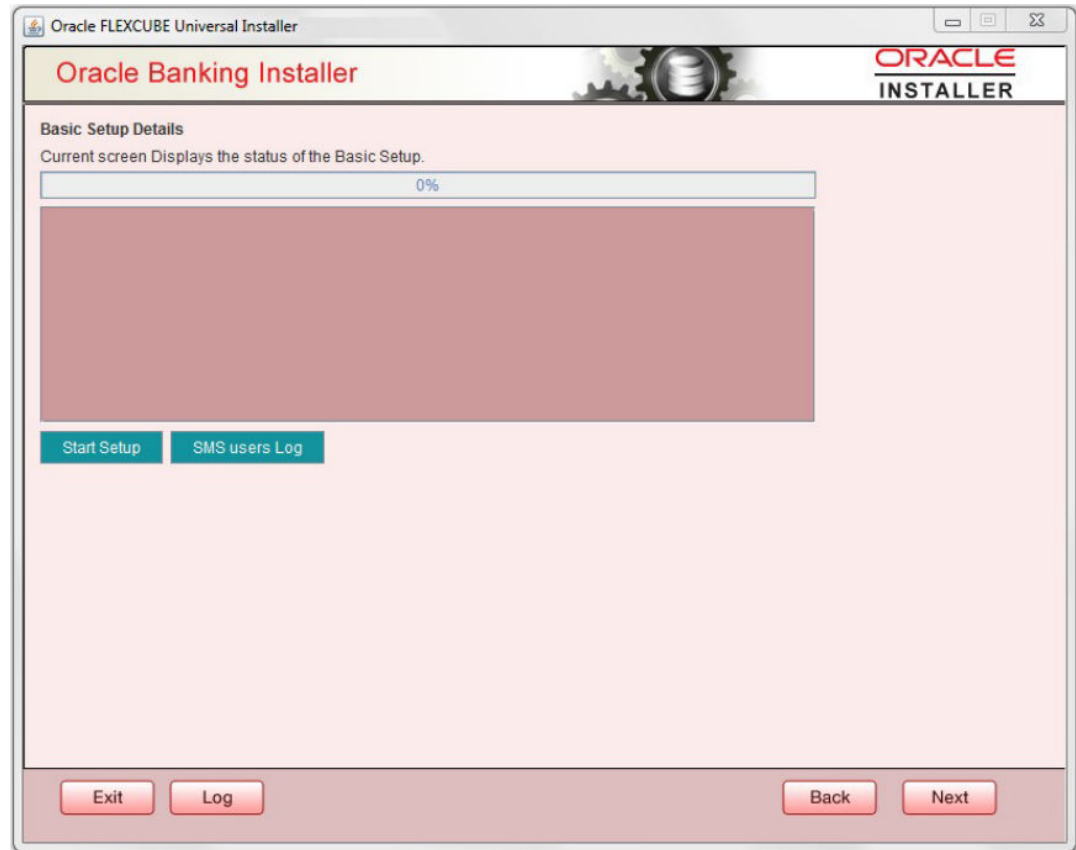 Oracle FLEXCUBE Universal Installer
Oracle Banking Installer
ORACLE
INSTALLER
Basic Setup Details
Current screen Displays the status of the Basic Setup.
0%
Start Setup SMS users Log
Exit Log Back Next